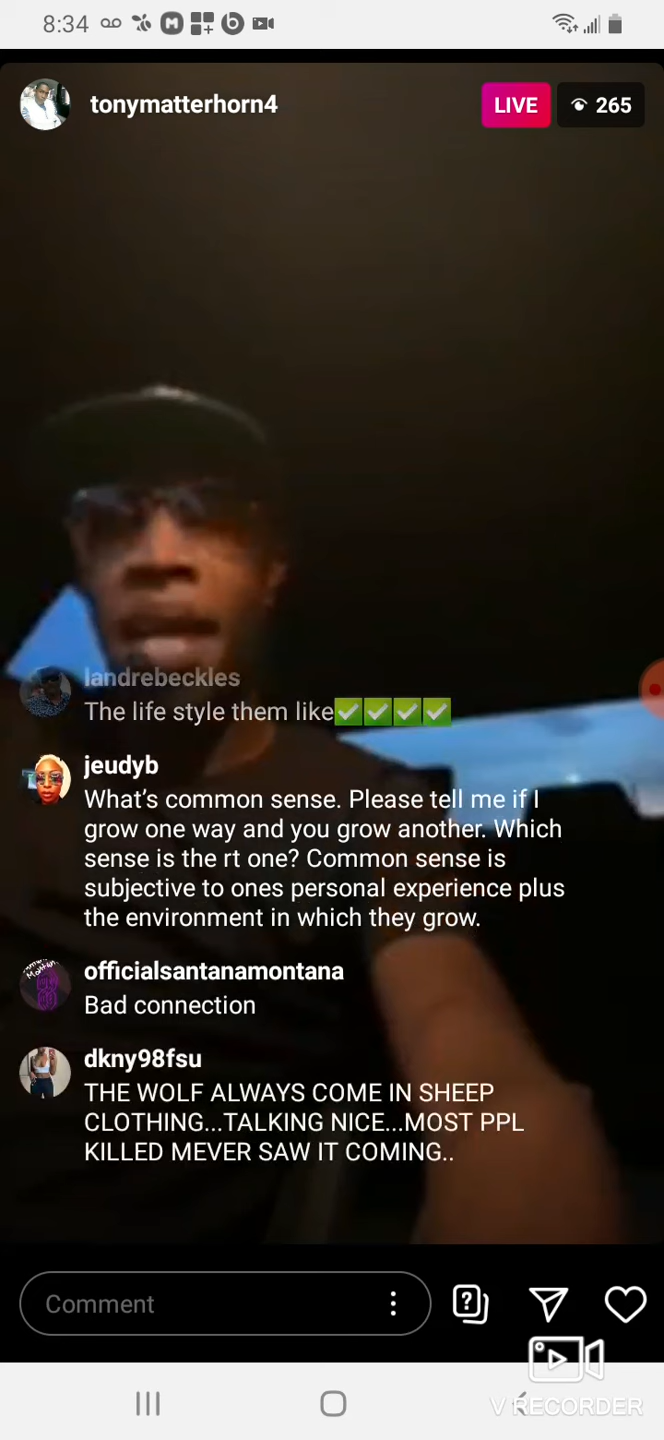 8:34
tonymatterhorn4
LIVE
265
landrebeckles
The life style them like✅✅✅✅
jeudyb
What's common sense. Please tell me if I
grow one way and you grow another. Which
sense is the rt one? Common sense is
subjective to ones personal experience plus
the environment in which they grow.
officialsantanamontana
Bad connection
dkny98fsu
THE WOLF ALWAYS COME IN SHEEP
CLOTHING...TALKING NICE...MOST PPL
KILLED MEVER SAW IT COMING..
Comment
V RECORDER